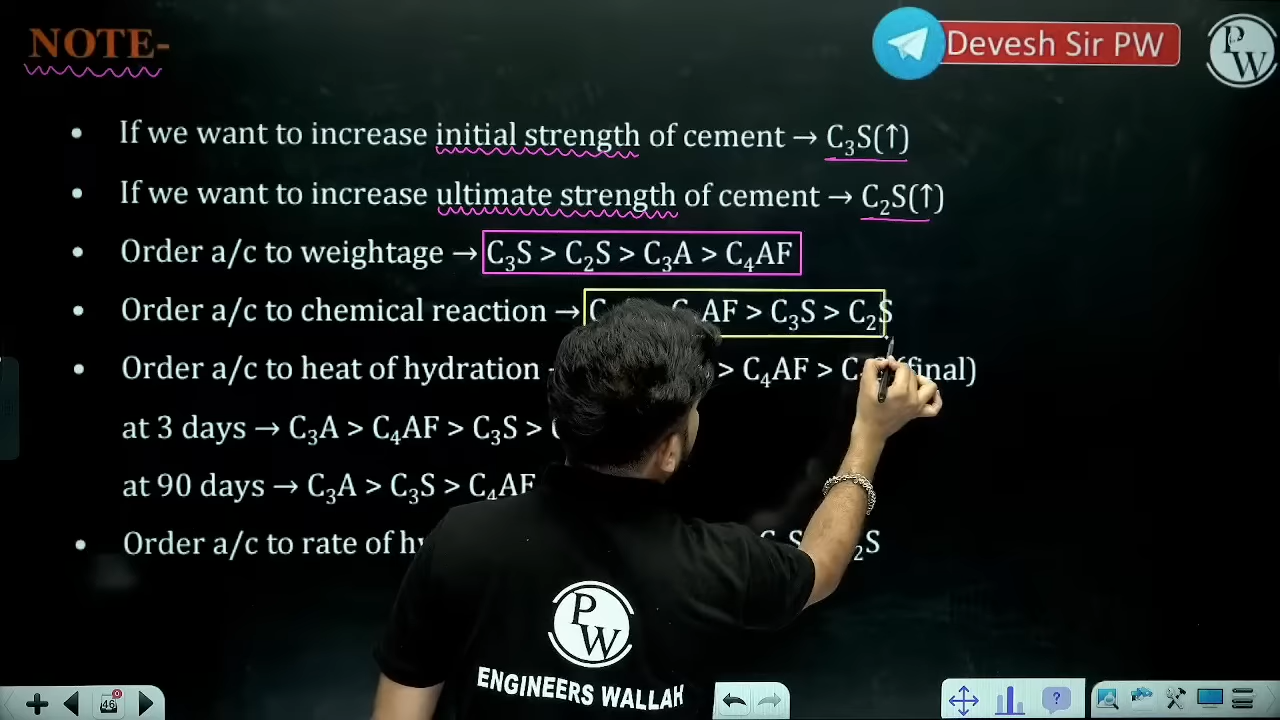 NOTE-
Devesh Sir PW
PW
• If we want to increase initial strength of cement → C₃S(↑)
• If we want to increase ultimate strength of cement → C₂S(↑)
• Order a/c to weightage → C₃S > C₂S > C₃A > C₄AF
• Order a/c to chemical reaction → C AF > C₃S > C₂S
• Order a/c to heat of hydration > C₄AF > C (final)
at 3 days → C₃A > C₄AF > C₃S >
at 90 days → C₃A > C₃S > C₄AF
• Order a/c to rate of ₂S
PW
ENGINEERS WALLAH
46